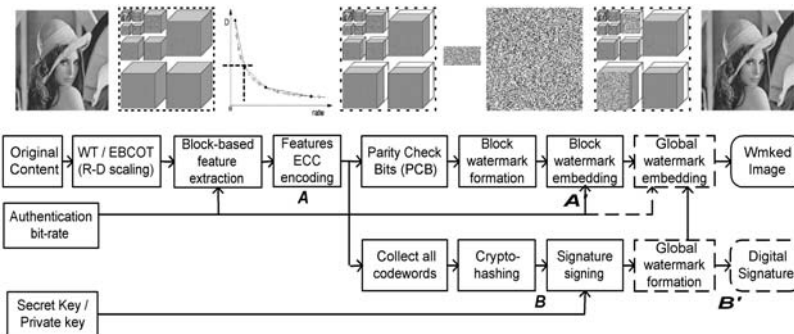 D
R
rate
Original
Content
WT / EBCOT
(R-D scaling)
Block-based
feature
extraction
Features
ECC
encoding
Parity Check
Bits (PCB)
Block
watermark
formation
Block
watermark
embedding
Global
watermark
embedding
Wmked
Image
A
A'
Authentication
bit-rate
Collect all
codewords
Crypto-
hashing
Signature
signing
Global
watermark
formation
Digital
Signature
B
B'
Secret Key /
Private key